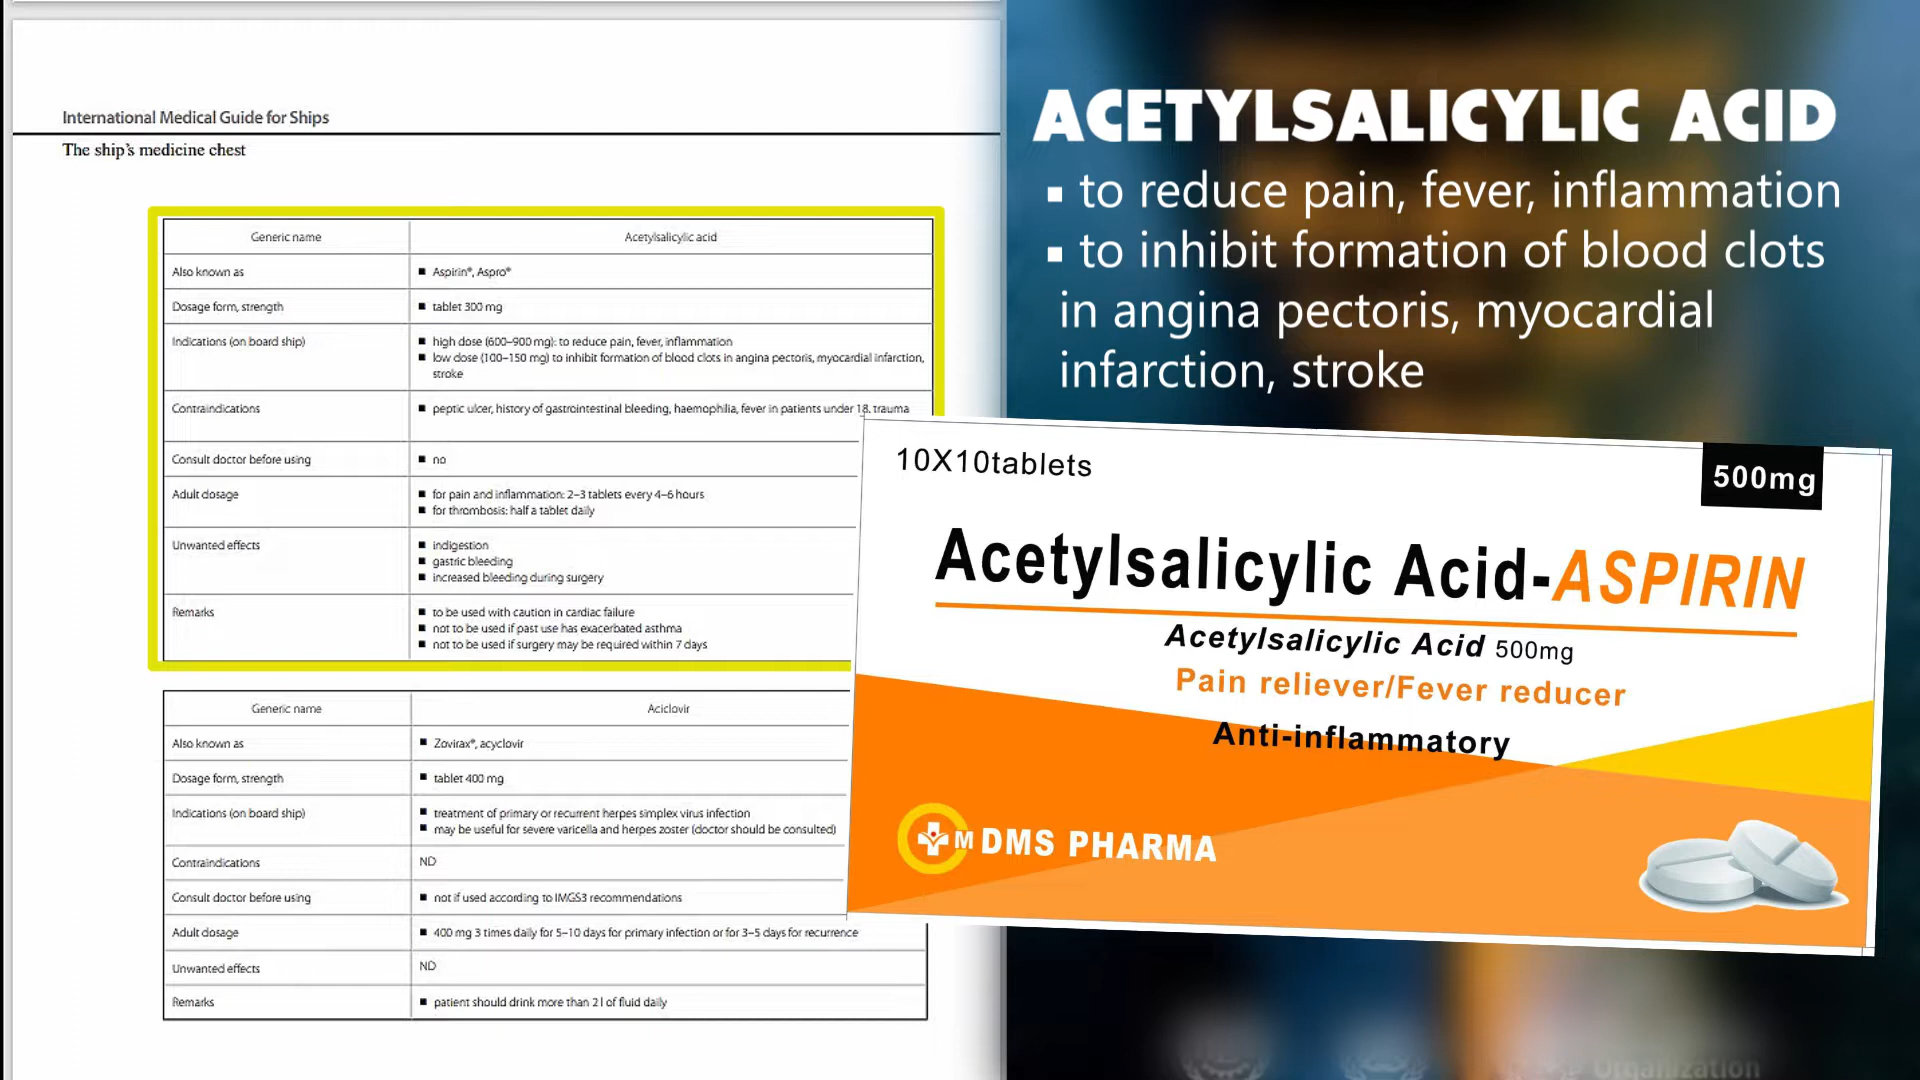 International Medical Guide for Ships
The ship's medicine chest
Generic name Acetylsalicylic acid
Also known as ■ Aspirin®, Aspro®
Dosage form, strength ■ tablet 300 mg
Indications (on board ship) ■ high dose (600–900 mg): to reduce pain, fever, inflammation
■ low dose (100–150 mg) to inhibit formation of blood clots in angina pectoris, myocardial infarction,
stroke
Contraindications ■ peptic ulcer, history of gastrointestinal bleeding, haemophilia, fever in patients under 18, trauma
Consult doctor before using ■ no
Adult dosage ■ for pain and inflammation: 2–3 tablets every 4–6 hours
■ for thrombosis: half a tablet daily
Unwanted effects ■ indigestion
■ gastric bleeding
■ increased bleeding during surgery
Remarks ■ to be used with caution in cardiac failure
■ not to be used if past use has exacerbated asthma
■ not to be used if surgery may be required within 7 days
Generic name Aciclovir
Also known as ■ Zovirax®, acyclovir
Dosage form, strength ■ tablet 400 mg
Indications (on board ship) ■ treatment of primary or recurrent herpes simplex virus infection
■ may be useful for severe varicella and herpes zoster (doctor should be consulted)
Contraindications ND
Consult doctor before using ■ not if used according to IMGS3 recommendations
Adult dosage ■ 400 mg 3 times daily for 5–10 days for primary infection or for 3–5 days for recurrence
Unwanted effects ND
Remarks ■ patient should drink more than 2 l of fluid daily
ACETYLSALICYLIC ACID
▪ to reduce pain, fever, inflammation
▪ to inhibit formation of blood clots
in angina pectoris, myocardial
infarction, stroke
10X10tablets
500mg
Acetylsalicylic Acid-ASPIRIN
Acetylsalicylic Acid 500mg
Pain reliever/Fever reducer
Anti-inflammatory
M DMS PHARMA
Organization